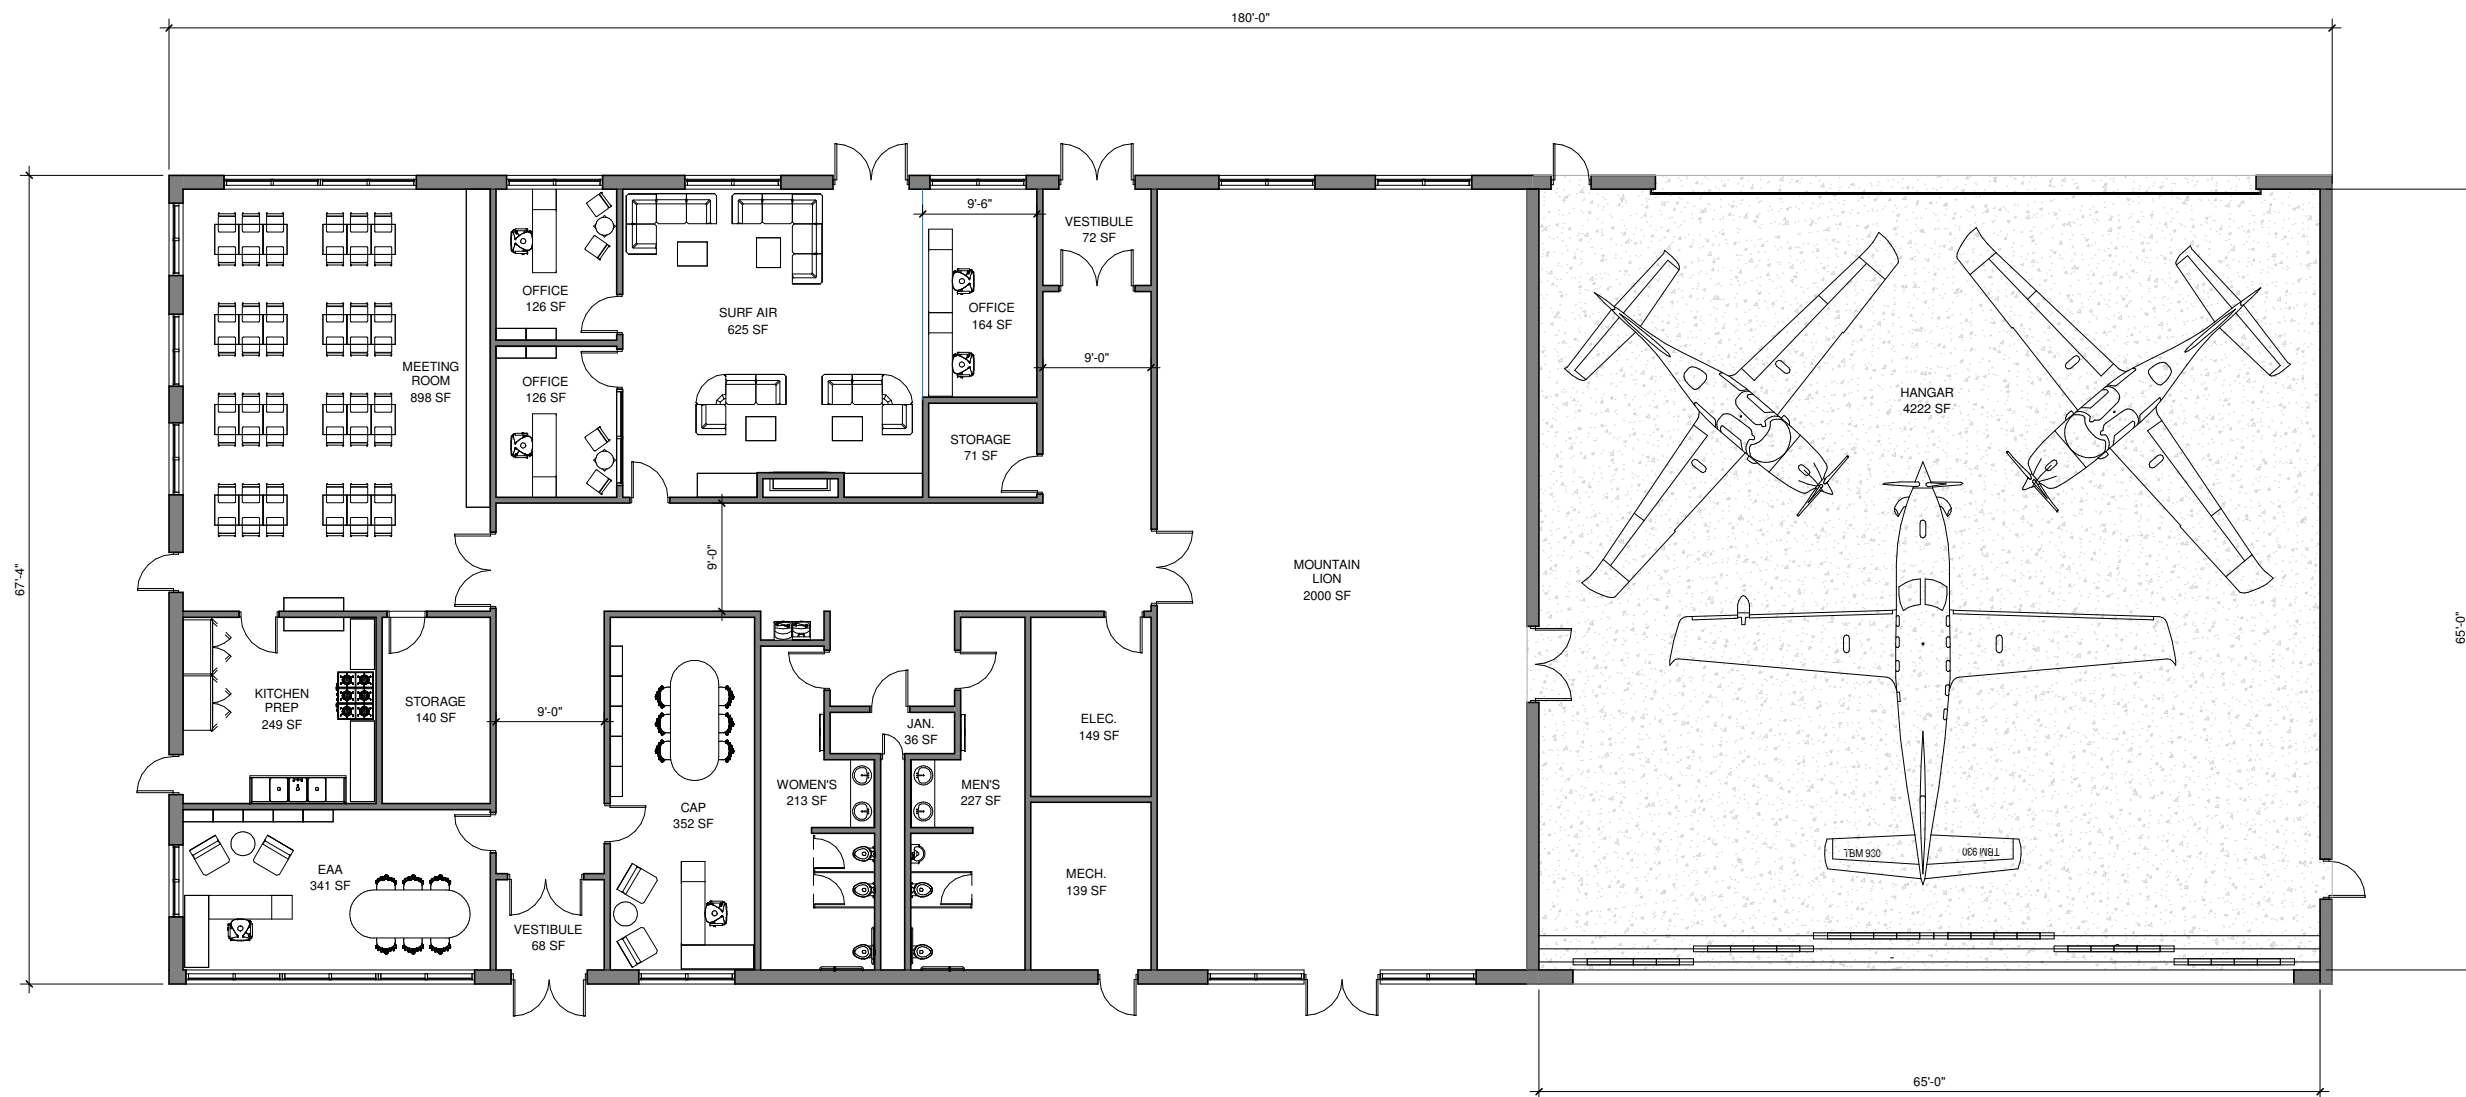 180'-0"
9'-6"
VESTIBULE
72 SF
OFFICE
126 SF
SURF AIR
625 SF
OFFICE
164 SF
MEETING
ROOM
898 SF
OFFICE
126 SF
9'-0"
HANGAR
4222 SF
STORAGE
71 SF
67'-4"
9'-0"
MOUNTAIN
LION
2000 SF
65'-0"
KITCHEN
PREP
249 SF
STORAGE
140 SF
9'-0"
JAN.
36 SF
ELEC.
149 SF
WOMEN'S
213 SF
MEN'S
227 SF
CAP
352 SF
EAA
341 SF
MECH.
139 SF
TBM 930
TBM 930
VESTIBULE
68 SF
65'-0"